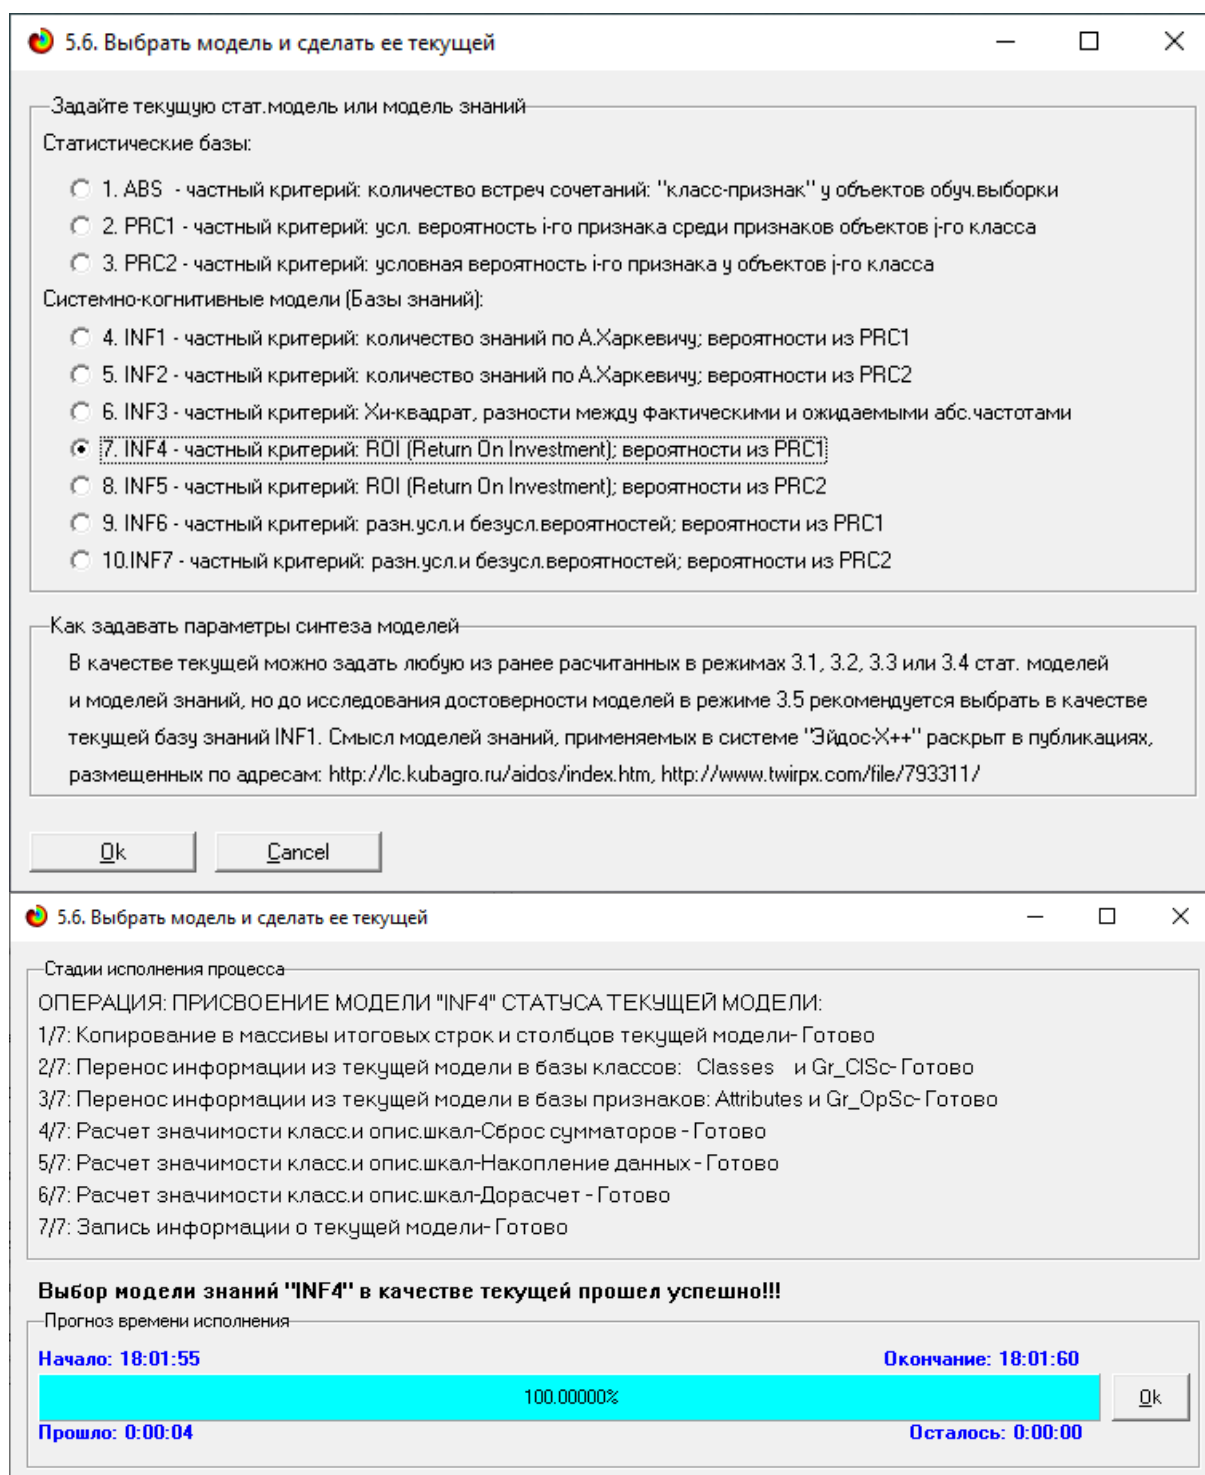 5.6. Выбрать модель и сделать ее текущей
Задайте текущую стат.модель или модель знаний
Статистические базы:
1. ABS - частный критерий: количество встреч сочетаний: "класс-признак" у объектов обуч.выборки
2. PRC1 - частный критерий: усл. вероятность i-го признака среди признаков объектов j-го класса
3. PRC2 - частный критерий: условная вероятность i-го признака у объектов j-го класса
Системно-когнитивные модели (Базы знаний):
4. INF1 - частный критерий: количество знаний по А.Харкевичу; вероятности из PRC1
5. INF2 - частный критерий: количество знаний по А.Харкевичу; вероятности из PRC2
6. INF3 - частный критерий: Хи-квадрат, разности между фактическими и ожидаемыми абс.частотами
7. INF4 - частный критерий: ROI (Return On Investment); вероятности из PRC1
8. INF5 - частный критерий: ROI (Return On Investment); вероятности из PRC2
9. INF6 - частный критерий: разн.усл.и безусл.вероятностей; вероятности из PRC1
10.INF7 - частный критерий: разн.усл.и безусл.вероятностей; вероятности из PRC2
Как задавать параметры синтеза моделей
В качестве текущей можно задать любую из ранее расчитанных в режимах 3.1, 3.2, 3.3 или 3.4 стат. моделей
и моделей знаний, но до исследования достоверности моделей в режиме 3.5 рекомендуется выбрать в качестве
текущей базу знаний INF1. Смысл моделей знаний, применяемых в системе "Эйдос-X++" раскрыт в публикациях,
размещенных по адресам: http://lc.kubagro.ru/aidos/index.htm, http://www.twirpx.com/file/793311/
Ok Cancel
5.6. Выбрать модель и сделать ее текущей
Стадии исполнения процесса
ОПЕРАЦИЯ: ПРИСВОЕНИЕ МОДЕЛИ "INF4" СТАТУСА ТЕКУЩЕЙ МОДЕЛИ:
1/7: Копирование в массивы итоговых строк и столбцов текущей модели- Готово
2/7: Перенос информации из текущей модели в базы классов: Classes и Gr_ClSc- Готово
3/7: Перенос информации из текущей модели в базы признаков: Attributes и Gr_OpSc- Готово
4/7: Расчет значимости класс.и опис.шкал-Сброс сумматоров - Готово
5/7: Расчет значимости класс.и опис.шкал-Накопление данных - Готово
6/7: Расчет значимости класс.и опис.шкал-Дорасчет - Готово
7/7: Запись информации о текущей модели- Готово
Выбор модели знаний "INF4" в качестве текущей прошел успешно!!!
Прогноз времени исполнения
Начало: 18:01:55 Окончание: 18:01:60
100.00000% Ok
Прошло: 0:00:04 Осталось: 0:00:00